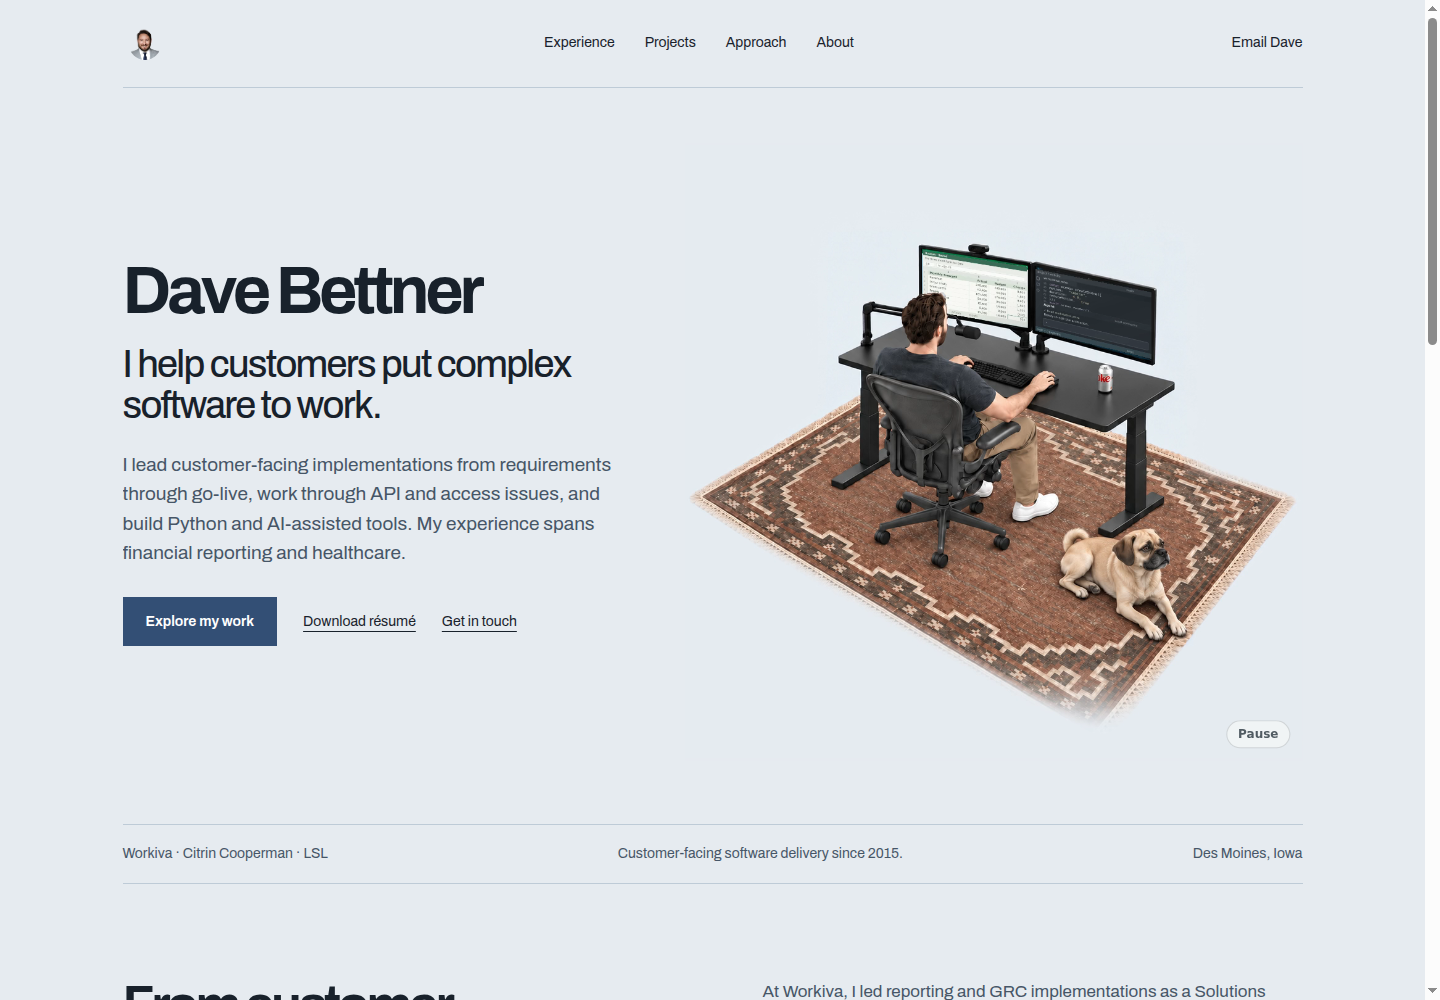 Experience Projects Approach About Email Dave
Dave Bettner
I help customers put complex
software to work.
I lead customer-facing implementations from requirements
through go-live, work through API and access issues, and
build Python and AI-assisted tools. My experience spans
financial reporting and healthcare.
Explore my work Download résumé Get in touch
Pause
Workiva · Citrin Cooperman · LSL Customer-facing software delivery since 2015. Des Moines, Iowa
From customer
At Workiva, I led reporting and GRC implementations as a Solutions